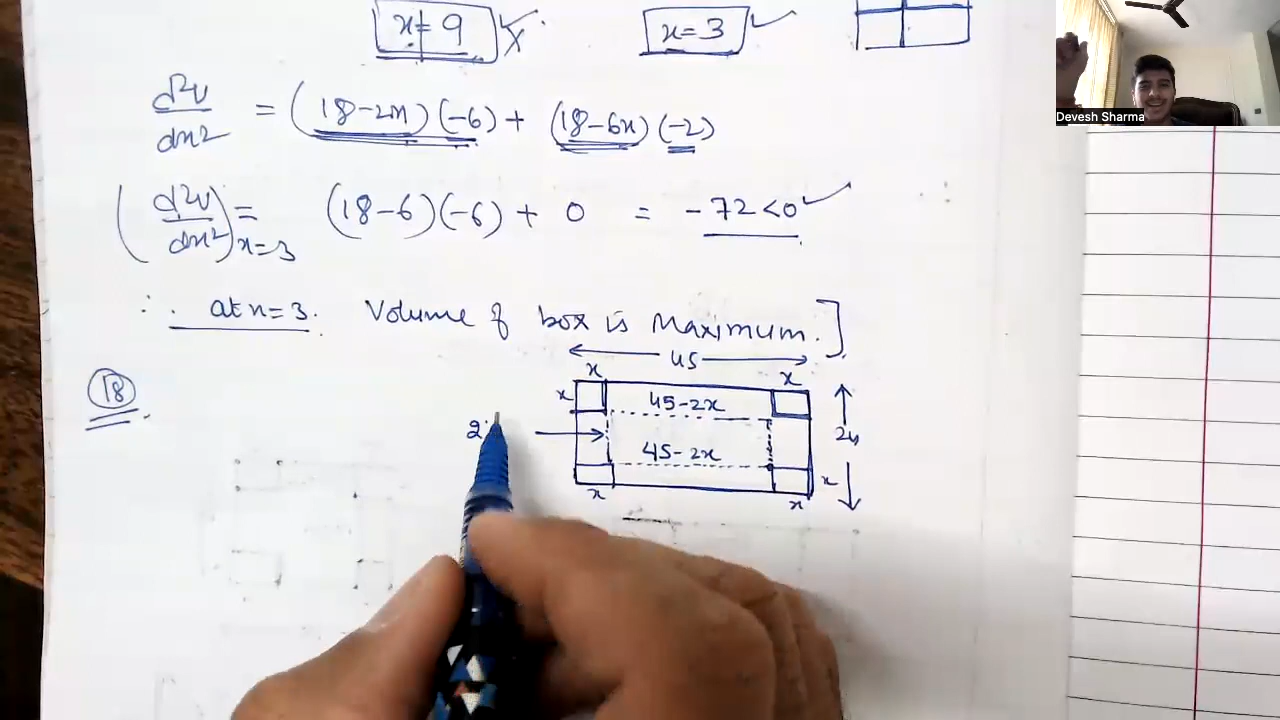 x≠9 x=3
Devesh Sharma
d²v/dx² = (18-2x)(-6) + (18-6x)(-2)
(d²v/dx²)x=3 = (18-6)(-6) + 0 = -72<0
∴ at x=3. Volume of box is Maximum.]
45
x x
18. x 45-2x
2 24
45-2x
x x
x